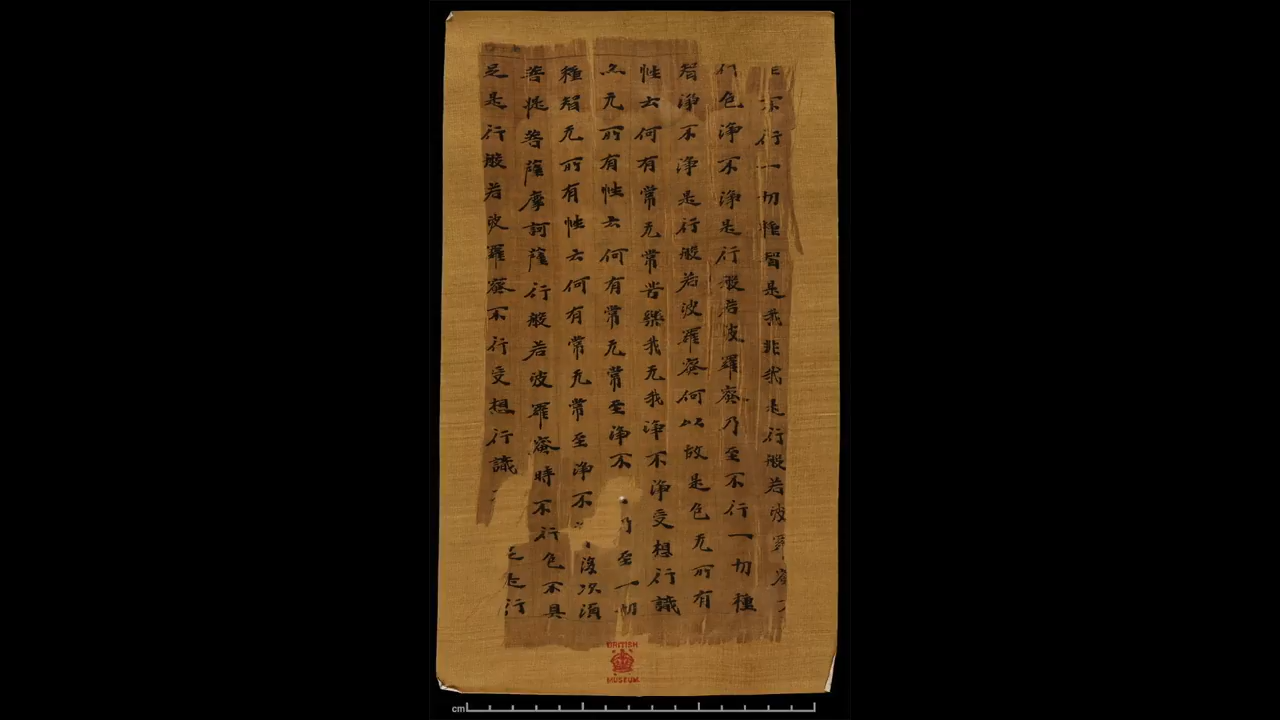 不行一切種智是我非我是行般若波羅蜜
行色淨不淨是行般若波羅蜜乃至不行一切種
智淨不淨是行般若波羅蜜何以故是色无所有
性云何有常无常苦樂我无我淨不淨受想行識
亦无所有性云何有常无常至淨不乃至一切
種智无所有性云何有常无常至淨不復次須
菩提菩薩摩訶薩行般若波羅蜜時不行色不具
足是行般若波羅蜜不行受想行識足是行
BRITISH
MUSEUM
cm